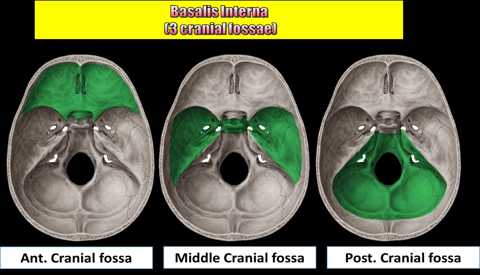 Basalis Interna
(3 cranial fossae)
Ant. Cranial fossa
Middle Cranial fossa
Post. Cranial fossa